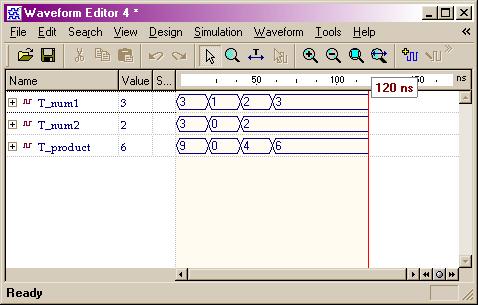 Waveform Editor 4 *
File Edit Search View Design Simulation Waveform Tools «
Name Value S... 50 100 150 ns
120 ns
T_num1 3 3 1 2 3
T_num2 2 3 0 2
T_product 6 9 0 4 6
Ready